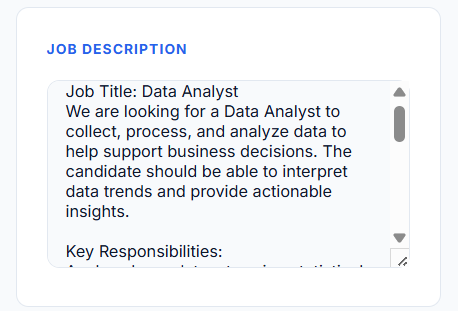 JOB DESCRIPTION
Job Title: Data Analyst
We are looking for a Data Analyst to
collect, process, and analyze data to
help support business decisions. The
candidate should be able to interpret
data trends and provide actionable
insights.
Key Responsibilities: